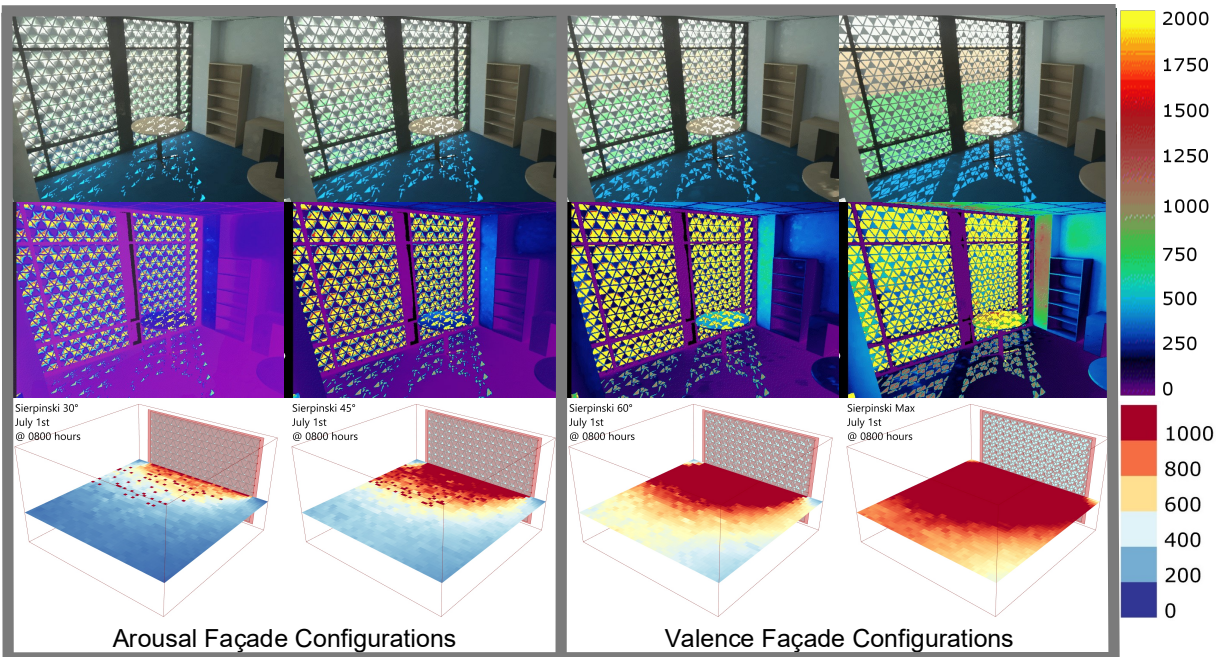 2000
1750
1500
1250
1000
750
500
250
0
Sierpinski 30°
July 1st
@ 0800 hours
Sierpinski 45°
July 1st
@ 0800 hours
Sierpinski 60°
July 1st
@ 0800 hours
Sierpinski Max
July 1st
@ 0800 hours
1000
800
600
400
200
0
Arousal Façade Configurations
Valence Façade Configurations